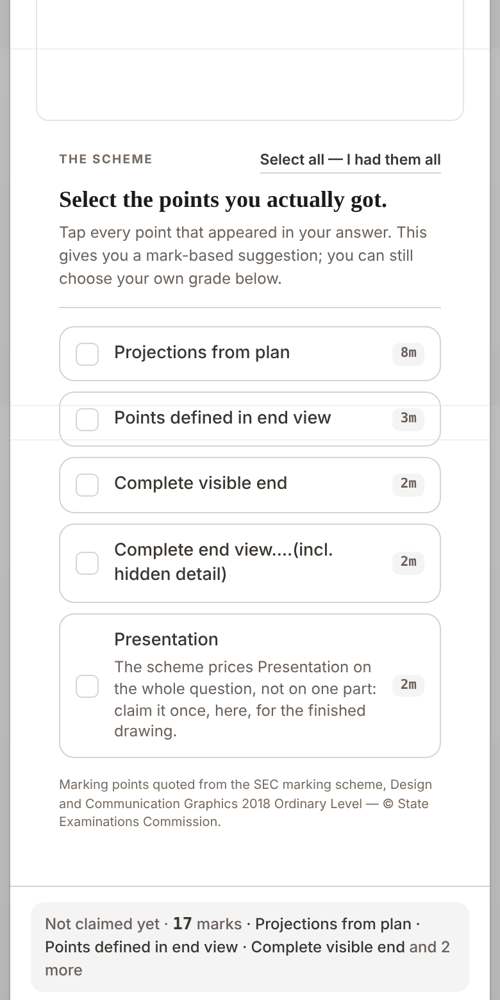 THE SCHEME
Select all — I had them all
Select the points you actually got.
Tap every point that appeared in your answer. This
gives you a mark-based suggestion; you can still
choose your own grade below.
Projections from plan
8m
Points defined in end view
3m
Complete visible end
2m
Complete end view....(incl.
hidden detail)
2m
Presentation
The scheme prices Presentation on
the whole question, not on one part:
claim it once, here, for the finished
drawing.
2m
Marking points quoted from the SEC marking scheme, Design
and Communication Graphics 2018 Ordinary Level — © State
Examinations Commission.
Not claimed yet · 17 marks · Projections from plan ·
Points defined in end view · Complete visible end and 2
more